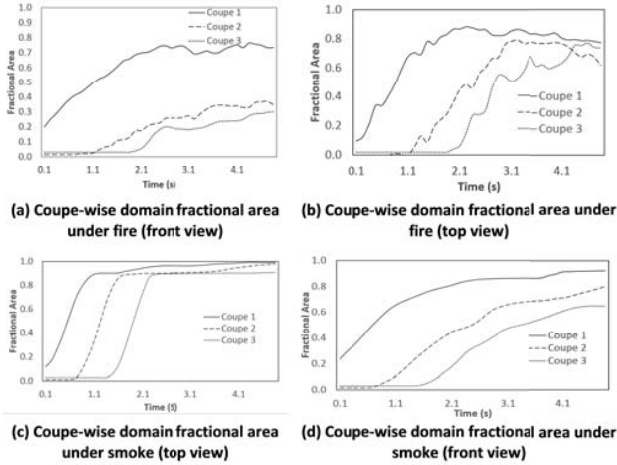 1.0
0.9
0.8
0.7
0.6
0.5
0.4
0.3
0.2
0.1
0.0
Fractional Area
Coupe 1
Coupe 2
Coupe 3
0.1 1.1 2.1 3.1 4.1
Time (s)
(a) Coupe-wise domain fractional area
under fire (front view)
1.0
0.8
0.6
0.4
0.2
0.0
Fractional Area
Coupe 1
Coupe 2
Coupe 3
0.1 1.1 2.1 3.1 4.1
Time (s)
(b) Coupe-wise domain fractional area under
fire (top view)
1.0
0.8
0.6
0.4
0.2
0.0
Fractional Area
Coupe 1
Coupe 2
Coupe 3
0.1 1.1 2.1 3.1 4.1
Time (s)
(c) Coupe-wise domain fractional area
under smoke (top view)
1.0
0.8
0.6
0.4
0.2
0.0
Fractional Area
Coupe 1
Coupe 2
Coupe 3
0.1 1.1 2.1 3.1 4.1
Time (s)
(d) Coupe-wise domain fractional area under
smoke (front view)